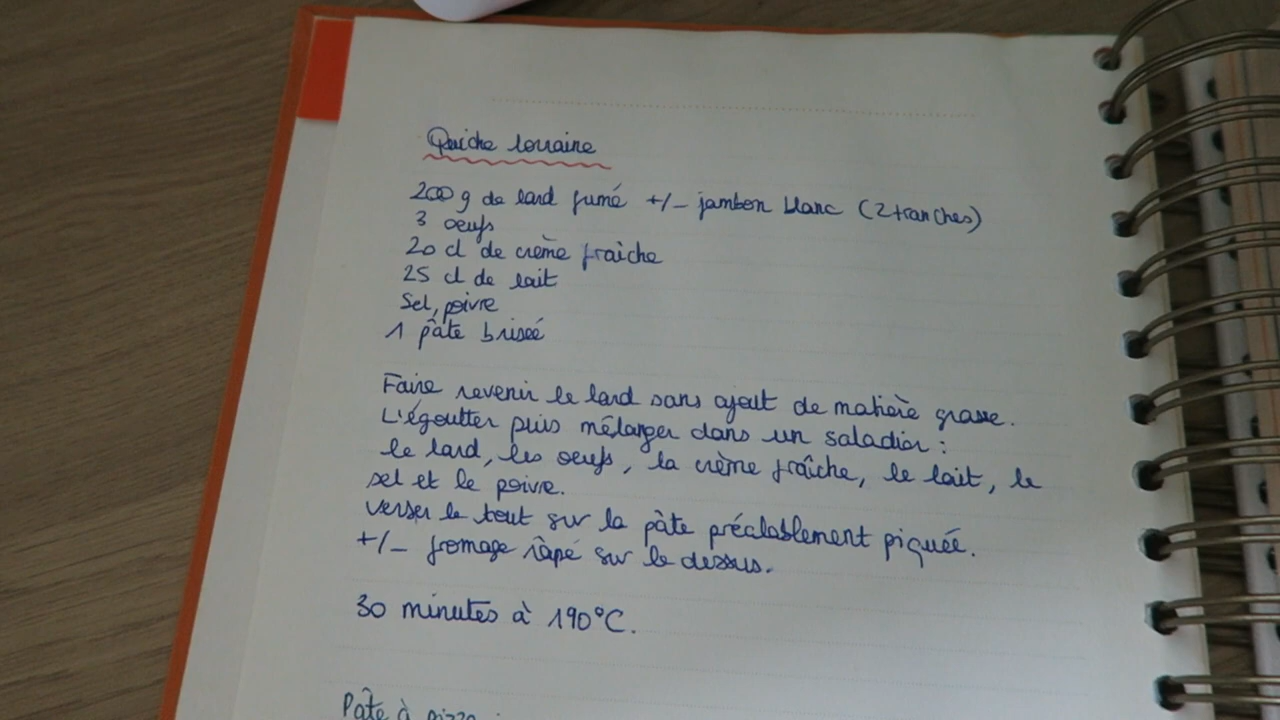 Quiche lorraine
200 g de lard fumé +/- jambon blanc (2 tranches)
3 oeufs
20 cl de crème fraiche
25 cl de lait
Sel, poivre
1 pâte briseé
Faire revenir le lard sans ajout de matière grasse.
L'égoutter puis mélanger dans un saladier :
le lard, les oeufs, la crème fraîche, le lait, le
sel et le poivre.
verser le tout sur la pâte préalablement piquée.
+/- fromage râpé sur le dessus.
30 minutes à 190°C.
Pâte à pizza